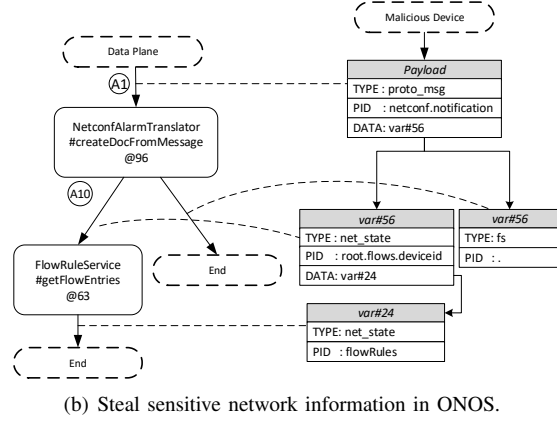 Data Plane
A1
NetconfAlarmTranslator
#createDocFromMessage
@96
A10
FlowRuleService
#getFlowEntries
@63
End
End
Malicious Device
Payload
TYPE : proto_msg
PID : netconf.notification
DATA: var#56
var#56
TYPE : net_state
PID : root.flows.deviceid
DATA: var#24
var#56
TYPE: fs
PID : .
var#24
TYPE: net_state
PID : flowRules
(b) Steal sensitive network information in ONOS.